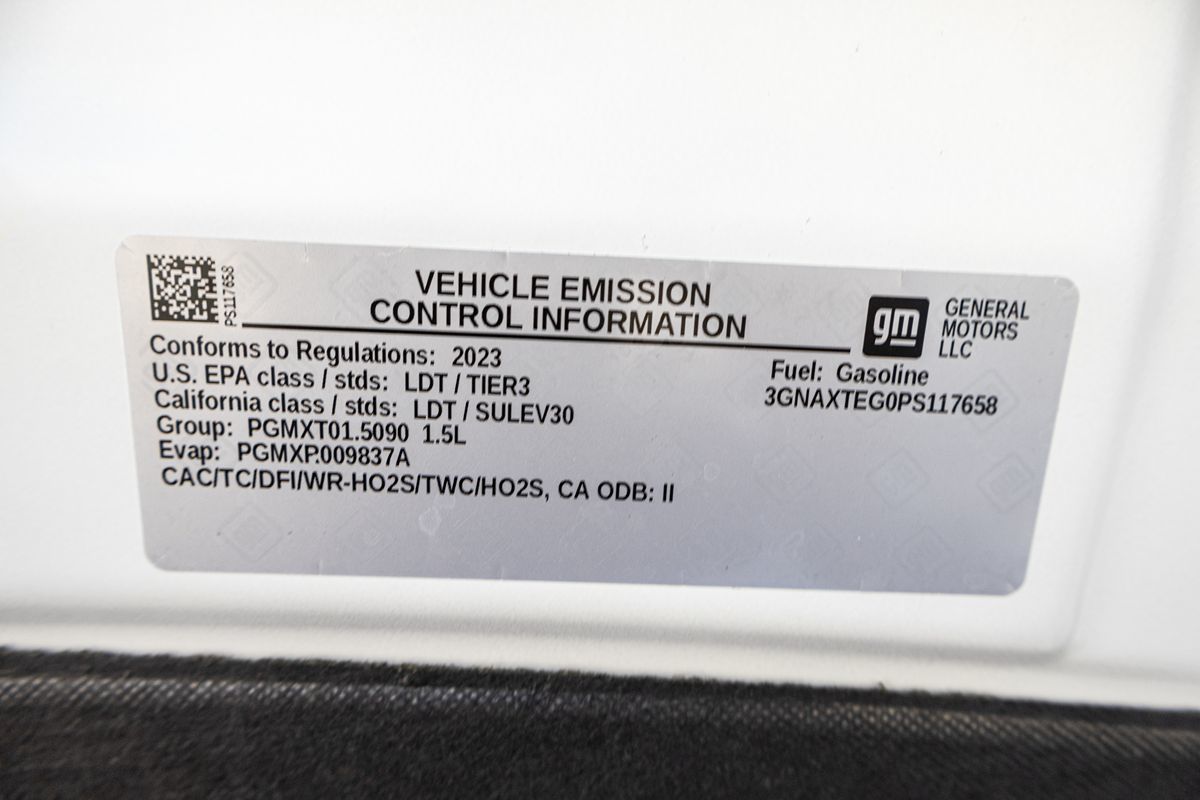 PS117658
VEHICLE EMISSION
CONTROL INFORMATION
gm
GENERAL
MOTORS
LLC
Conforms to Regulations: 2023
U.S. EPA class / stds: LDT / TIER3
California class / stds: LDT / SULEV30
Group: PGMXT01.5090 1.5L
Evap: PGMXP.009837A
CAC/TC/DFI/WR-HO2S/TWC/HO2S, CA ODB: II
Fuel: Gasoline
3GNAXTEG0PS117658